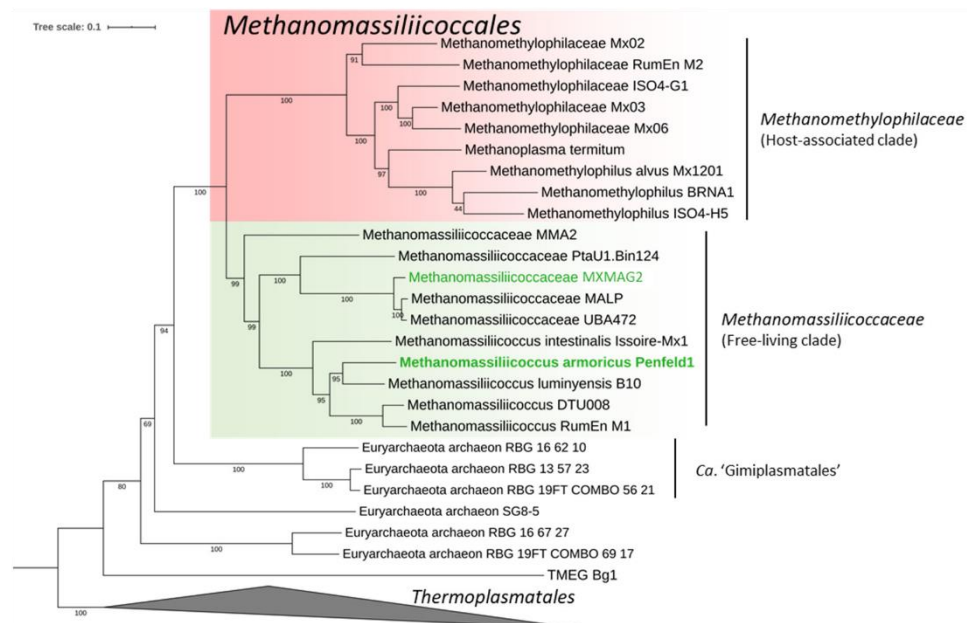 Tree scale: 0.1
Methanomassiliicoccales
Methanomethylophilaceae Mx02
91
Methanomethylophilaceae RumEn M2
100
Methanomethylophilaceae ISO4-G1
100
Methanomethylophilaceae Mx03
100
Methanomethylophilaceae Mx06
100
Methanoplasma termitum
97
Methanomethylophilus alvus Mx1201
100
Methanomethylophilus BRNA1
44
Methanomethylophilus ISO4-H5
Methanomethylophilaceae
(Host-associated clade)
100
Methanomassiliicoccaceae MMA2
99
Methanomassiliicoccaceae PtaU1.Bin124
Methanomassiliicoccaceae MXMAG2
100
Methanomassiliicoccaceae MALP
100
Methanomassiliicoccaceae UBA472
99
Methanomassiliicoccus intestinalis Issoire-Mx1
100
Methanomassiliicoccus armoricus Penfeld1
95
Methanomassiliicoccus luminyensis B10
95
Methanomassiliicoccus DTU008
100
Methanomassiliicoccus RumEn M1
Methanomassiliicoccaceae
(Free-living clade)
94
Euryarchaeota archaeon RBG 16 62 10
100
Euryarchaeota archaeon RBG 13 57 23
100
Euryarchaeota archaeon RBG 19FT COMBO 56 21
Ca. ‘Gimiplasmatales’
69
Euryarchaeota archaeon SG8-5
80
Euryarchaeota archaeon RBG 16 67 27
100
Euryarchaeota archaeon RBG 19FT COMBO 69 17
TMEG Bg1
Thermoplasmatales
100